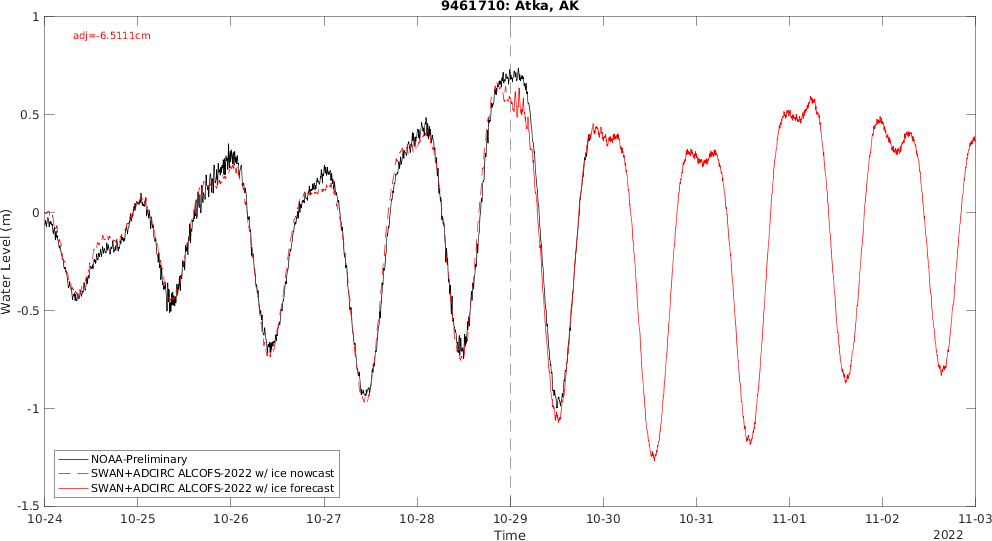 9461710: Atka, AK
adj=-6.5111cm
1
0.5
0
-0.5
-1
-1.5
Water Level (m)
NOAA-Preliminary
SWAN+ADCIRC ALCOFS-2022 w/ ice nowcast
SWAN+ADCIRC ALCOFS-2022 w/ ice forecast
10-24 10-25 10-26 10-27 10-28 10-29 10-30 10-31 11-01 11-02 11-03
Time
2022